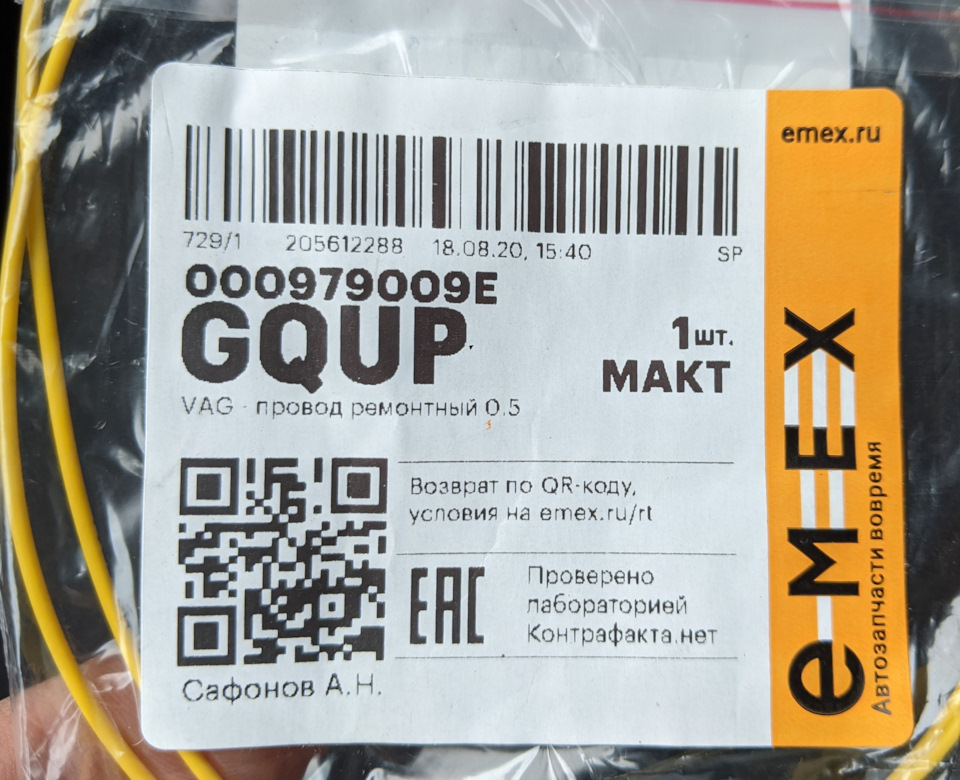 emex.ru
729/1 205612288 18.08.20, 15:40 SP
000979009E
GQUP
1шт.
МАКТ
VAG - провод ремонтный 0.5
Возврат по QR-коду,
условия на emex.ru/rt
EAC
Проверено
лабораторией
Контрафакта.нет
Сафонов А.Н.
e-MEX
Автозапчасти вовремя